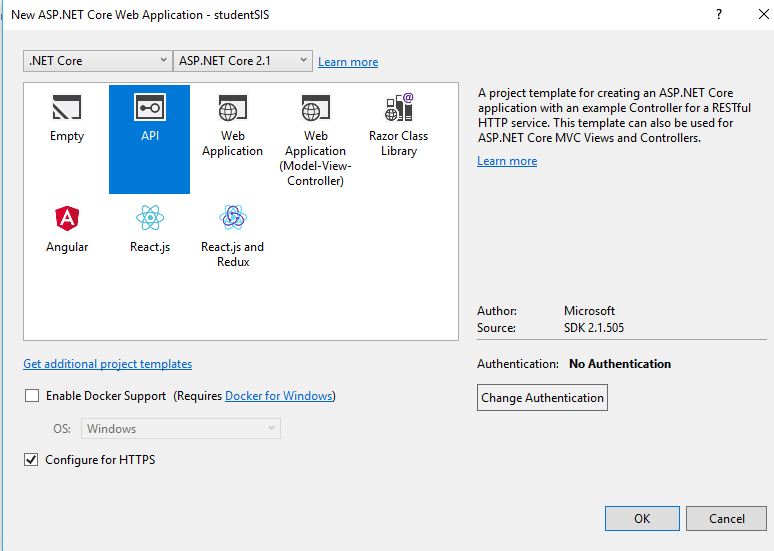 New ASP.NET Core Web Application - studentSIS
?
.NET Core
ASP.NET Core 2.1
Learn more
Empty
API
Web
Application
Web
Application
(Model-View-
Controller)
Razor Class
Library
Angular
React.js
React.js and
Redux
A project template for creating an ASP.NET Core
application with an example Controller for a RESTful
HTTP service. This template can also be used for
ASP.NET Core MVC Views and Controllers.
Learn more
Author: Microsoft
Source: SDK 2.1.505
Get additional project templates
Authentication: No Authentication
Enable Docker Support (Requires Docker for Windows)
Change Authentication
OS: Windows
Configure for HTTPS
OK
Cancel